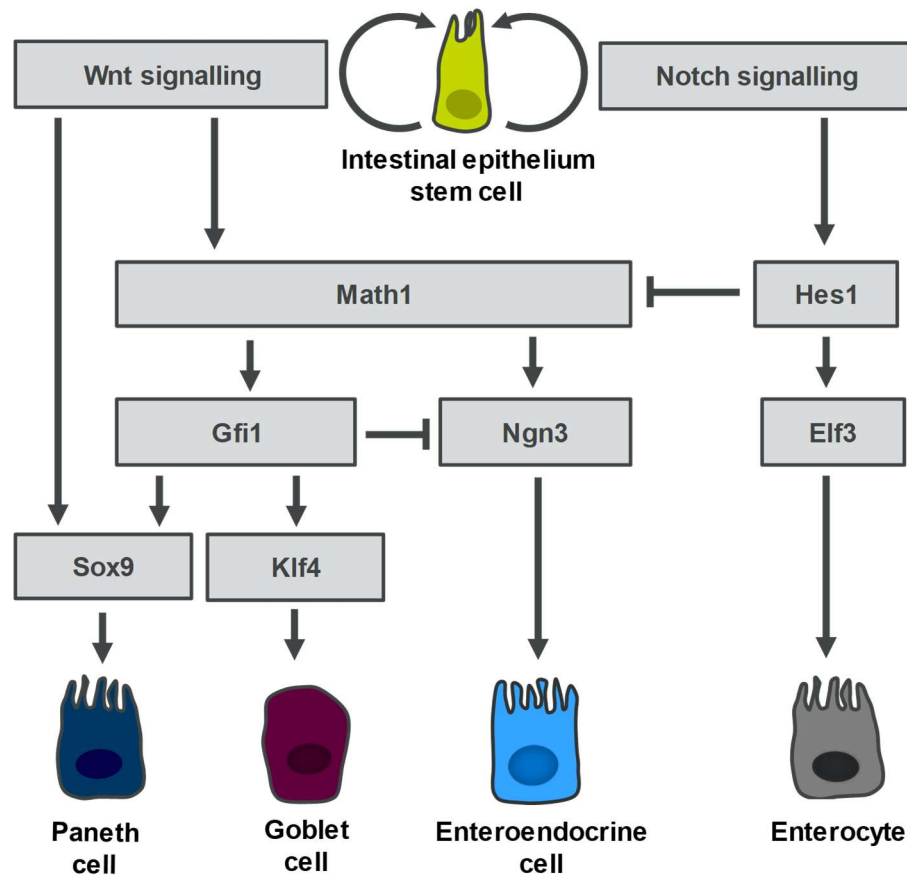 Wnt signalling
Notch signalling
Intestinal epithelium
stem cell
Math1
Hes1
Gfi1
Ngn3
Elf3
Sox9
Klf4
Paneth
cell
Goblet
cell
Enteroendocrine
cell
Enterocyte